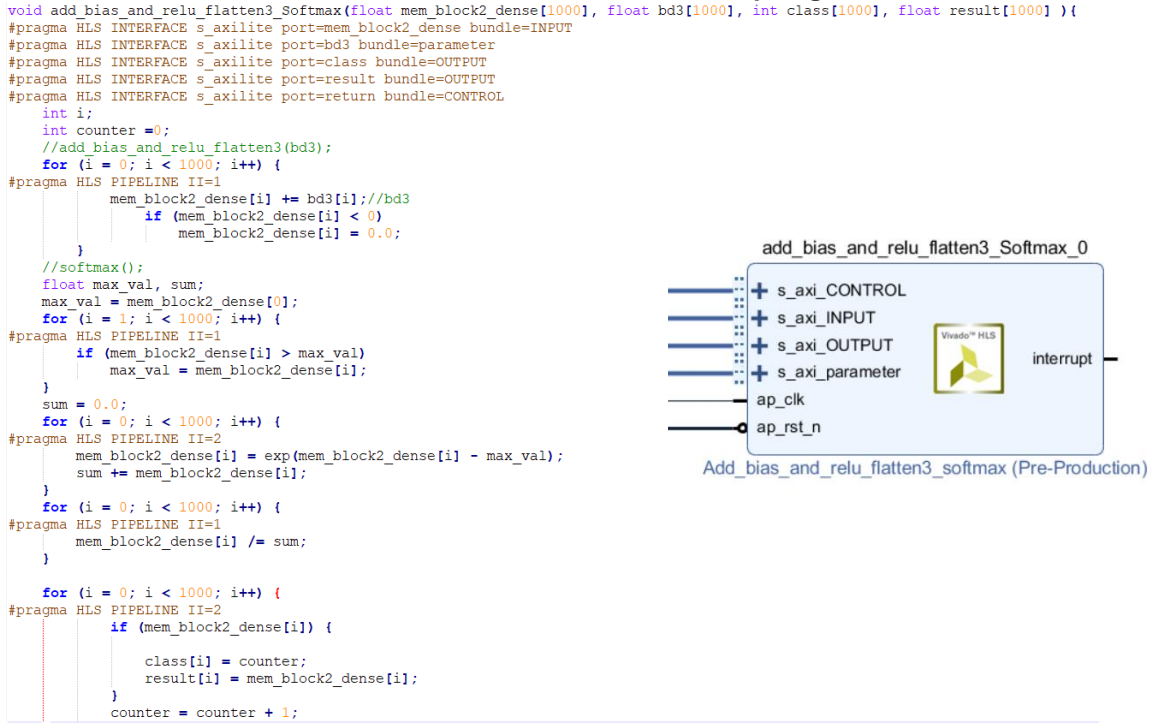 void add_bias_and_relu_flatten3_Softmax(float mem_block2_dense[1000], float bd3[1000], int class[1000], float result[1000] ){
#pragma HLS INTERFACE s_axilite port=mem_block2_dense bundle=INPUT
#pragma HLS INTERFACE s_axilite port=bd3 bundle=parameter
#pragma HLS INTERFACE s_axilite port=class bundle=OUTPUT
#pragma HLS INTERFACE s_axilite port=result bundle=OUTPUT
#pragma HLS INTERFACE s_axilite port=return bundle=CONTROL
int i;
int counter =0;
//add_bias_and_relu_flatten3(bd3);
for (i = 0; i < 1000; i++) {
#pragma HLS PIPELINE II=1
mem_block2_dense[i] += bd3[i];//bd3
if (mem_block2_dense[i] < 0)
mem_block2_dense[i] = 0.0;
}
//softmax();
float max_val, sum;
max_val = mem_block2_dense[0];
for (i = 1; i < 1000; i++) {
#pragma HLS PIPELINE II=1
if (mem_block2_dense[i] > max_val)
max_val = mem_block2_dense[i];
}
sum = 0.0;
for (i = 0; i < 1000; i++) {
#pragma HLS PIPELINE II=2
mem_block2_dense[i] = exp(mem_block2_dense[i] - max_val);
sum += mem_block2_dense[i];
}
for (i = 0; i < 1000; i++) {
#pragma HLS PIPELINE II=1
mem_block2_dense[i] /= sum;
}
for (i = 0; i < 1000; i++) {
#pragma HLS PIPELINE II=2
if (mem_block2_dense[i]) {
class[i] = counter;
result[i] = mem_block2_dense[i];
}
counter = counter + 1;
add_bias_and_relu_flatten3_Softmax_0
s_axi_CONTROL
s_axi_INPUT
s_axi_OUTPUT
s_axi_parameter
ap_clk
ap_rst_n
Vivado™ HLS
interrupt
Add_bias_and_relu_flatten3_softmax (Pre-Production)